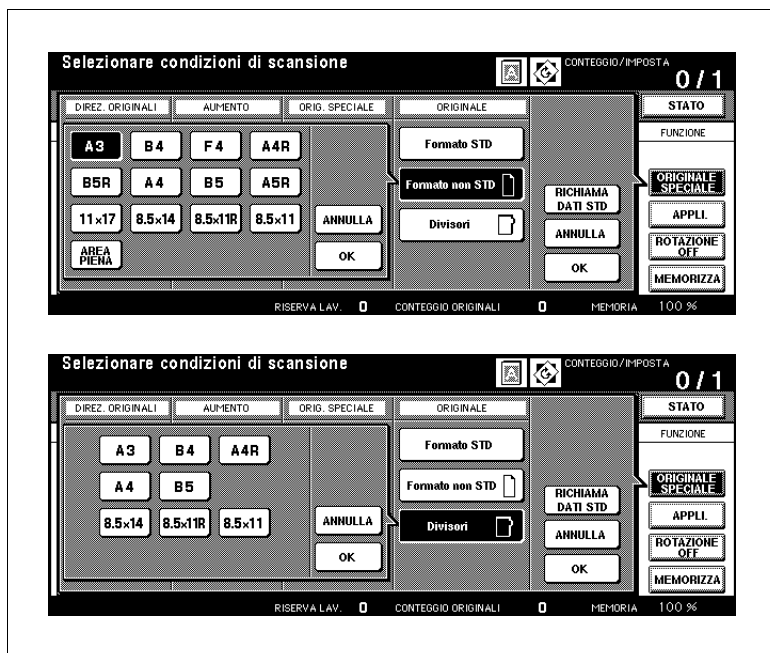 Selezionare condizioni di scansione
A
CONTEGGIO/IMPOSTA
0 / 1
DIREZ. ORIGINALI AUMENTO ORIG. SPECIALE ORIGINALE STATO
FUNZIONE
A3 B4 F4 A4R Formato STD
B5R A4 B5 A5R Formato non STD RICHIAMA DATI STD ORIGINALE SPECIALE
11×17 8.5×14 8.5×11R 8.5×11 ANNULLA Divisori ANNULLA APPLI.
AREA PIENA OK OK ROTAZIONE OFF
MEMORIZZA
RISERVA LAV. 0 CONTEGGIO ORIGINALI 0 MEMORIA 100 %
Selezionare condizioni di scansione
A
CONTEGGIO/IMPOSTA
0 / 1
DIREZ. ORIGINALI AUMENTO ORIG. SPECIALE ORIGINALE STATO
FUNZIONE
A3 B4 A4R Formato STD
A4 B5 Formato non STD RICHIAMA DATI STD ORIGINALE SPECIALE
8.5×14 8.5×11R 8.5×11 ANNULLA Divisori ANNULLA APPLI.
OK OK ROTAZIONE OFF
MEMORIZZA
RISERVA LAV. 0 CONTEGGIO ORIGINALI 0 MEMORIA 100 %